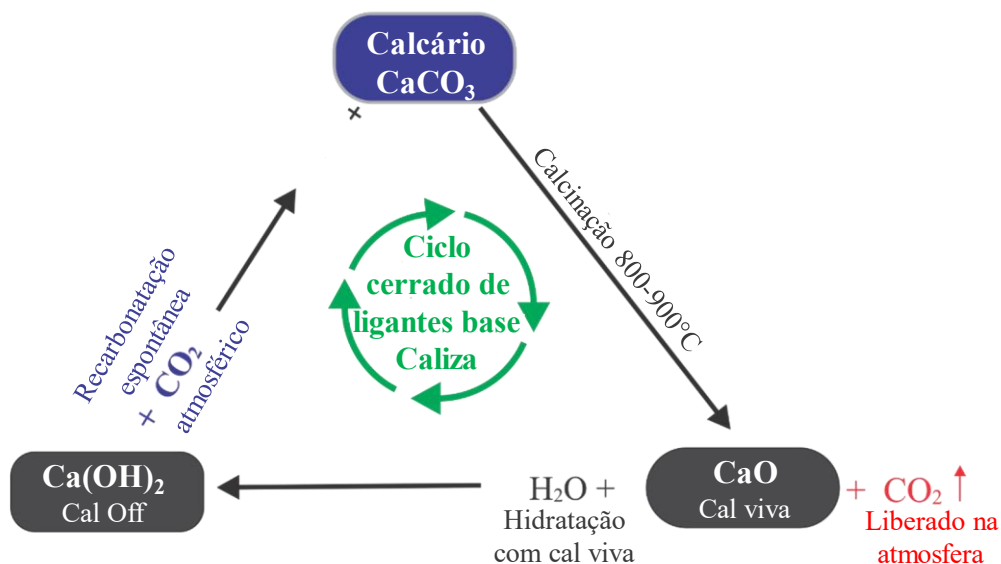 Calcário
CaCO₃
+
Calcinação 800-900°C
Ciclo
cerrado de
ligantes base
Caliza
Recarbonatação
espontânea
+ CO₂
atmosférico
Ca(OH)₂
Cal Off
H₂O +
Hidratação
com cal viva
CaO
Cal viva
+ CO₂ ↑
Liberado na
atmosfera